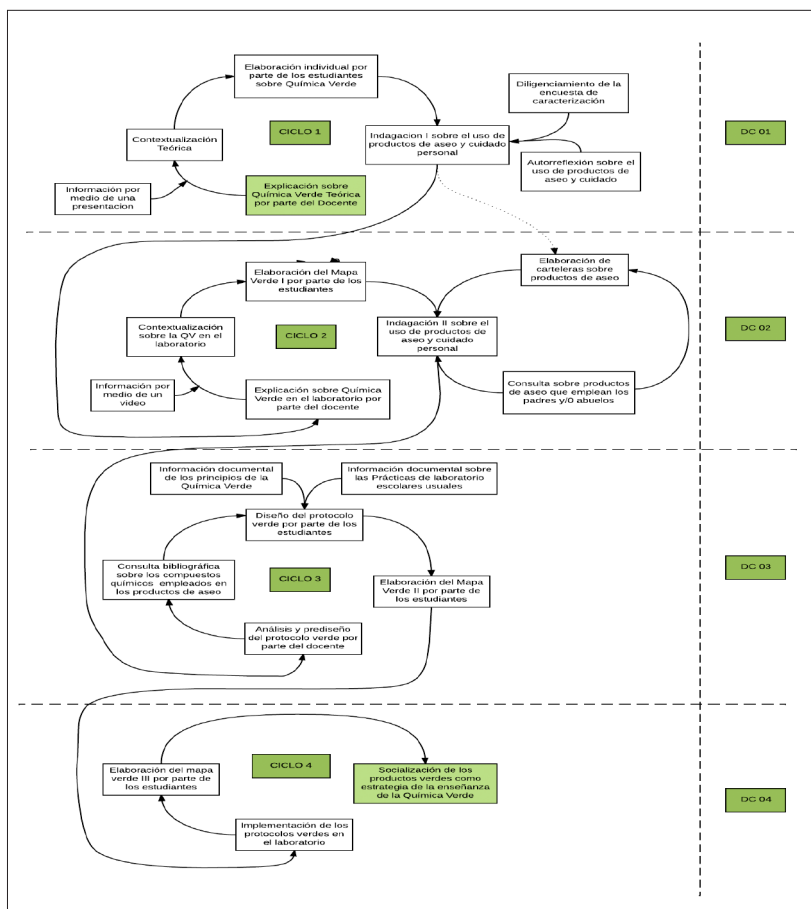 Elaboración individual por
parte de los estudiantes
sobre Química Verde
Diligenciamiento de la
encuesta de
caracterización
CICLO 1
DC 01
Contextualización
Teórica
Indagacion I sobre el uso de
productos de aseo y cuidado
personal
Autorreflexión sobre el
uso de productos de
aseo y cuidado
Información por
medio de una
presentacion
Explicación sobre
Química Verde Teórica
por parte del Docente
Elaboración del Mapa
Verde I por parte de los
estudiantes
Elaboración de
carteleras sobre
productos de aseo
Contextualización
sobre la QV en el
laboratorio
CICLO 2
Indagación II sobre el
uso de productos de
aseo y cuidado
personal
DC 02
Información por
medio de un
video
Explicación sobre Química
Verde en el laboratorio por
parte del docente
Consulta sobre productos
de aseo que emplean los
padres y/0 abuelos
Información documental
de los principios de la
Química Verde
Información documental sobre
las Prácticas de laboratorio
escolares usuales
Diseño del protocolo
verde por parte de los
estudiantes
Consulta bibliográfica
sobre los compuestos
químicos empleados en
los productos de aseo
CICLO 3
Elaboración del Mapa
Verde II por parte de
los estudiantes
DC 03
Análisis y prediseño
del protocolo verde por
parte del docente
Elaboración del mapa
verde III por parte de
los estudiantes
CICLO 4
Socialización de los
productos verdes como
estrategia de la enseñanza
de la Química Verde
DC 04
Implementación de los
protocolos verdes en
el laboratorio